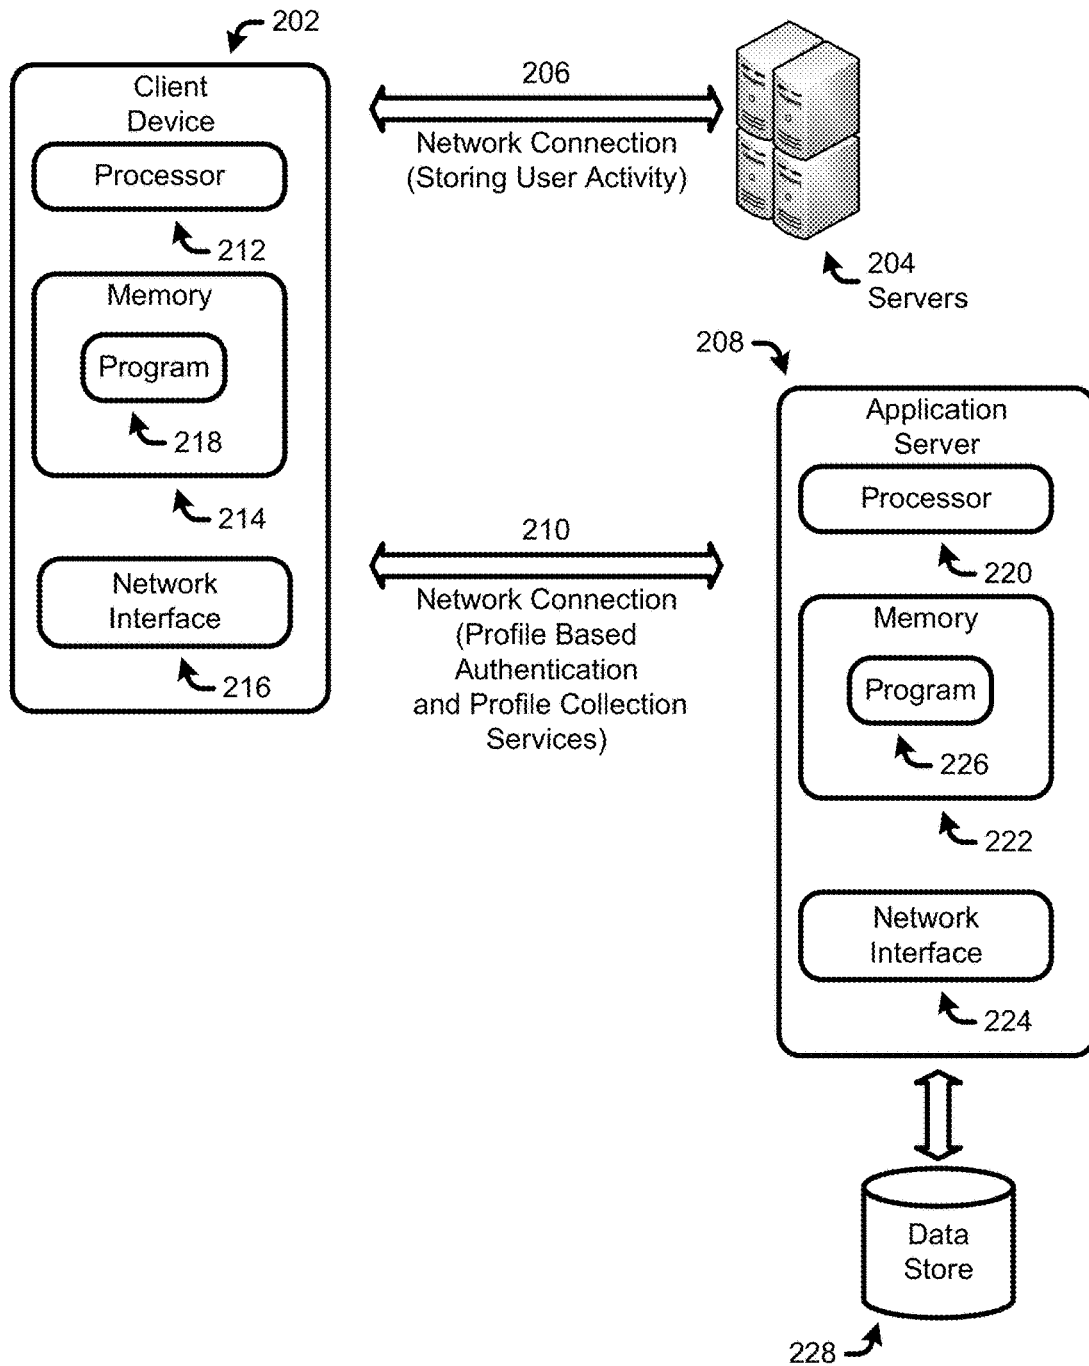 202
Client
Device
Processor
212
Memory
Program
218
214
Network
Interface
216
206
Network Connection
(Storing User Activity)
204
Servers
210
Network Connection
(Profile Based
Authentication
and Profile Collection
Services)
208
Application
Server
Processor
220
Memory
Program
226
222
Network
Interface
224
Data
Store
228